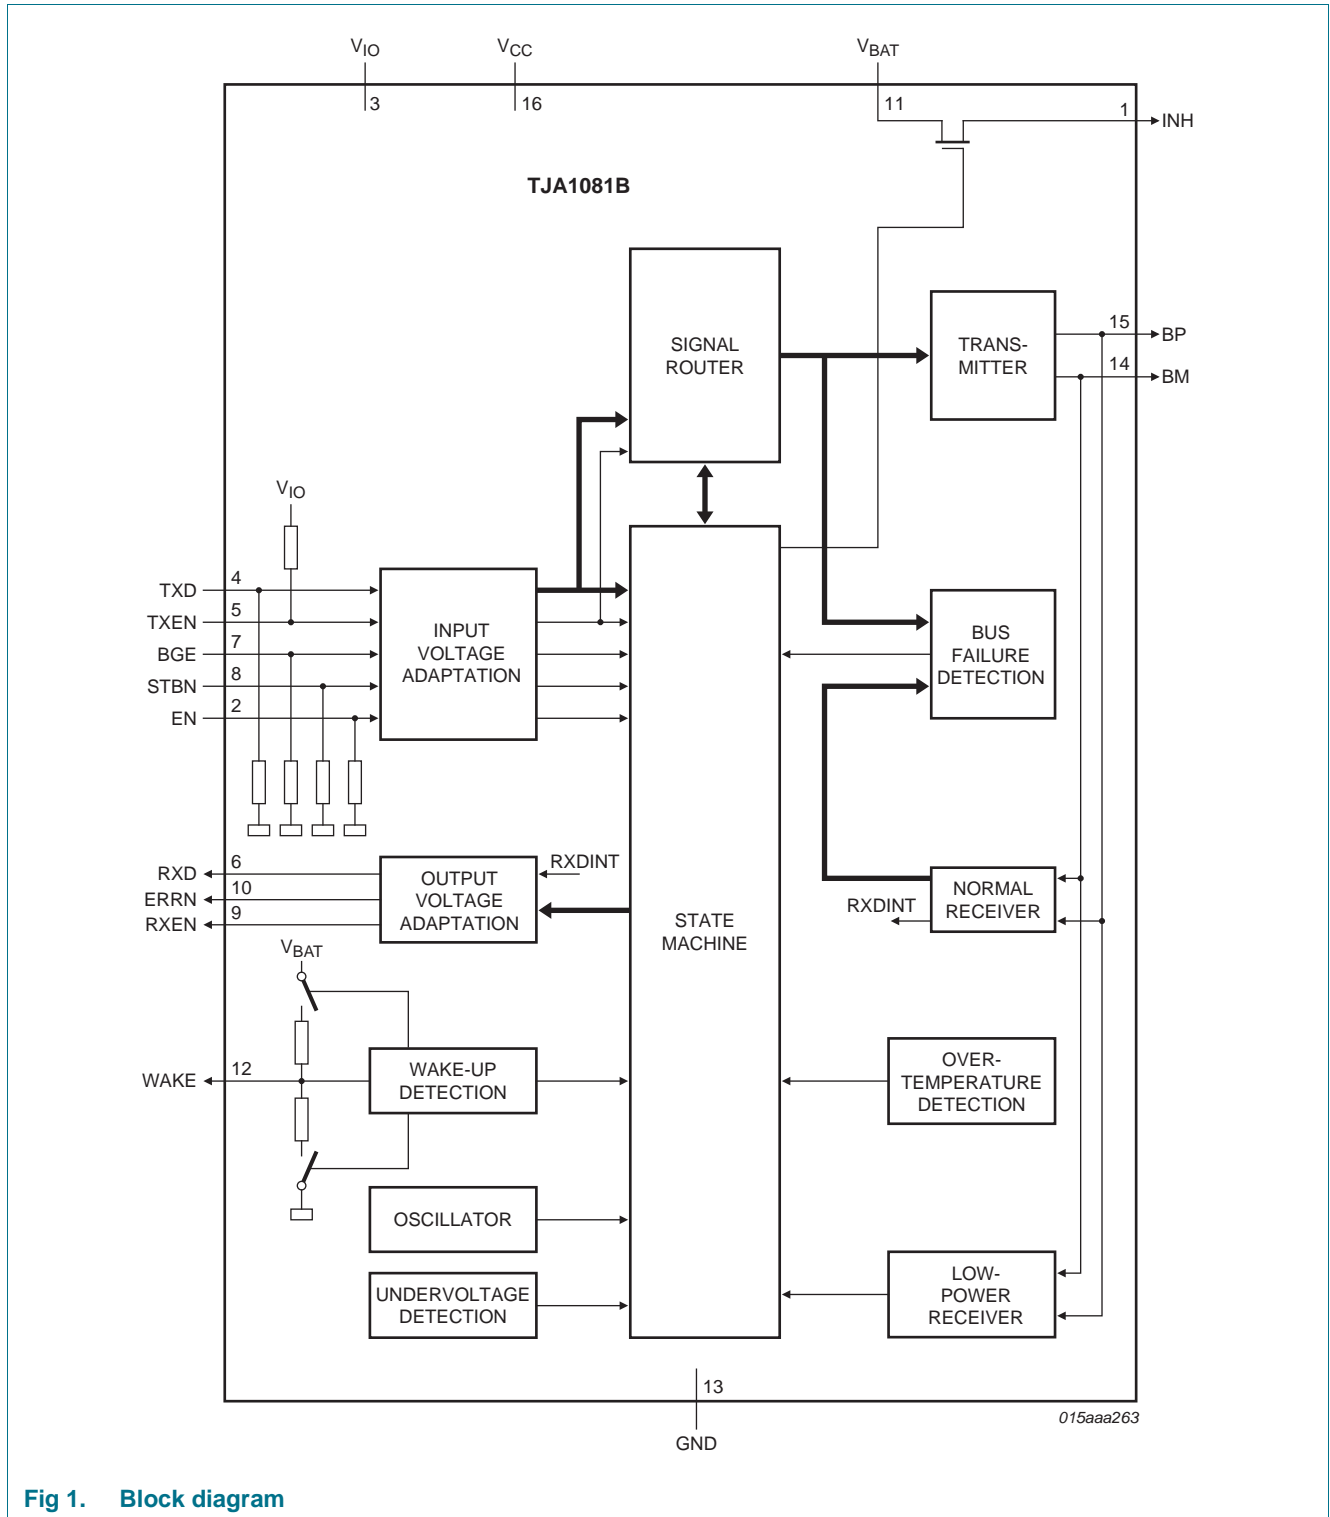 VIO
VCC
VBAT
3
16
11
1
INH
TJA1081B
SIGNAL
ROUTER
TRANS-
MITTER
15
BP
14
BM
VIO
TXD
4
TXEN
5
BGE
7
STBN
8
EN
2
INPUT
VOLTAGE
ADAPTATION
BUS
FAILURE
DETECTION
RXD
6
ERRN
10
RXEN
9
OUTPUT
VOLTAGE
ADAPTATION
RXDINT
STATE
MACHINE
RXDINT
NORMAL
RECEIVER
VBAT
WAKE
12
WAKE-UP
DETECTION
OVER-
TEMPERATURE
DETECTION
OSCILLATOR
UNDERVOLTAGE
DETECTION
LOW-
POWER
RECEIVER
13
GND
015aaa263
Fig 1. Block diagram